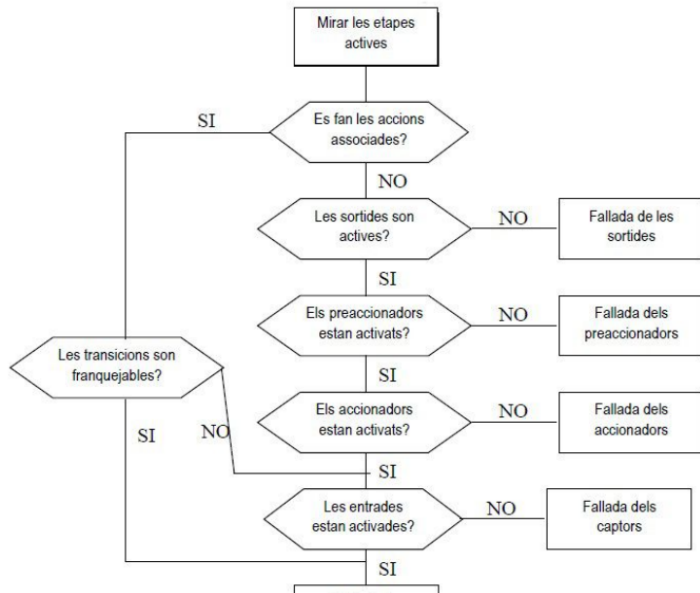 Mirar les etapes
actives
SI
Es fan les accions
associades?
NO
Les sortides son
actives?
NO
Fallada de les
sortides
SI
Els preaccionadors
estan activats?
NO
Fallada dels
preaccionadors
Les transicions son
franquejables?
SI
Els accionadors
estan activats?
NO
Fallada dels
accionadors
SI
NO
SI
Les entrades
estan activades?
NO
Fallada dels
captors
SI